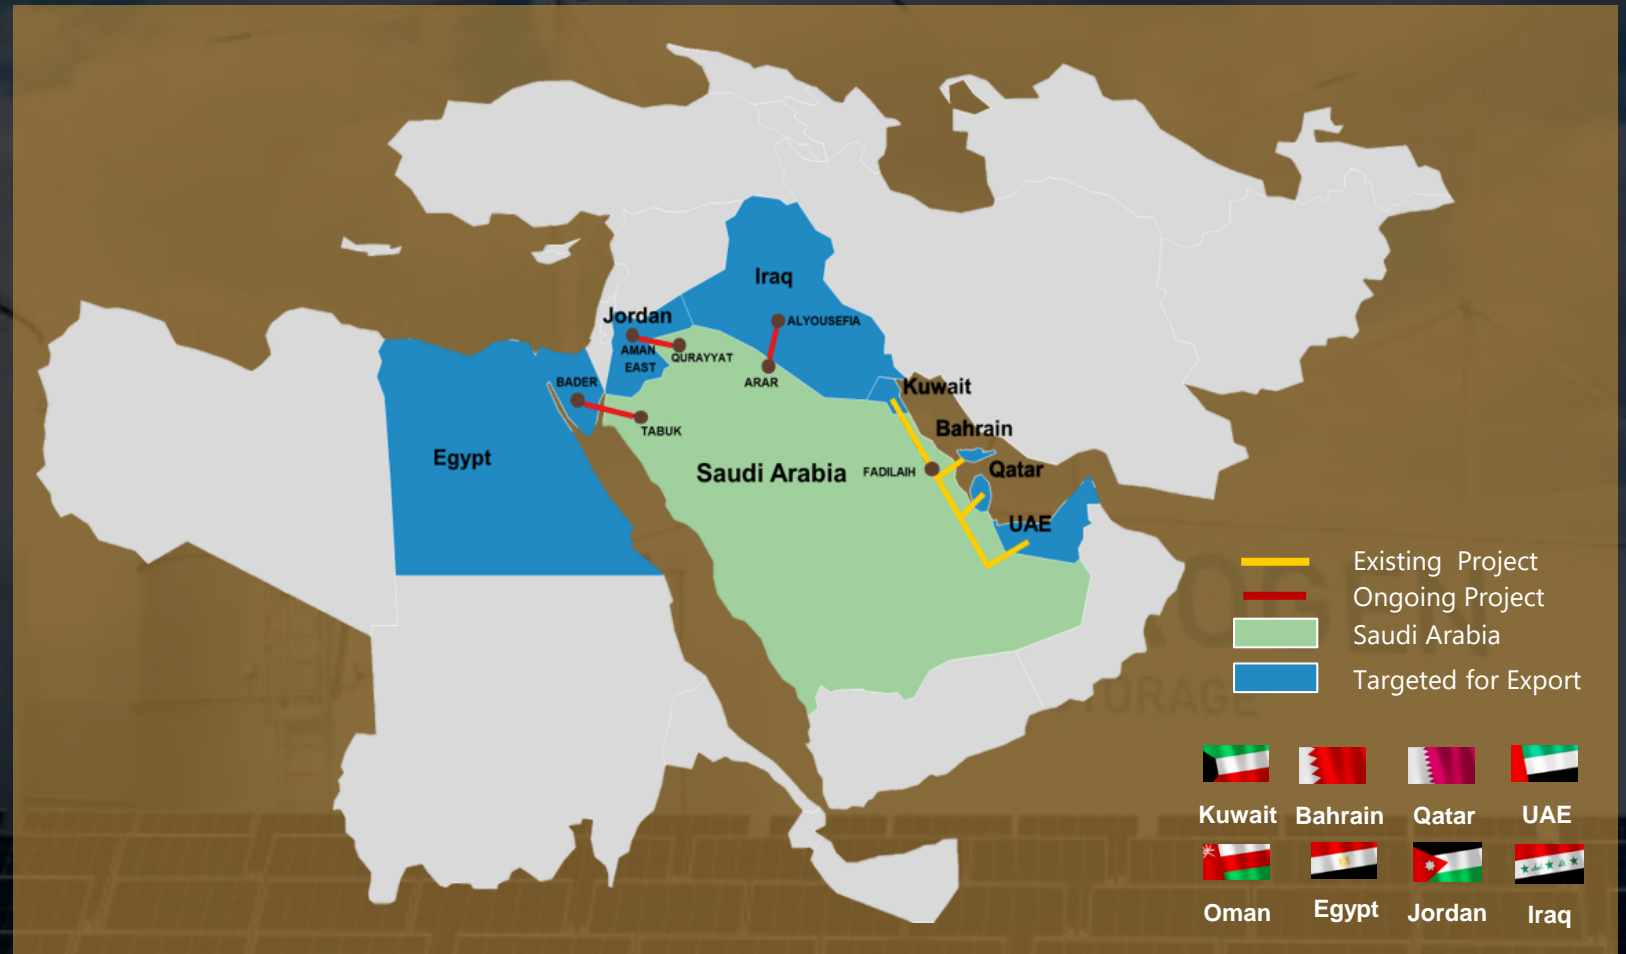 Iraq
Jordan
ALYOUSEFIA
AMAN
EAST
QURAYYAT
ARAR
BADER
TABUK
Kuwait
Bahrain
Egypt
Saudi Arabia
FADILAIH
Qatar
UAE
Existing Project
Ongoing Project
Saudi Arabia
Targeted for Export
Kuwait
Bahrain
Qatar
UAE
Oman
Egypt
Jordan
Iraq